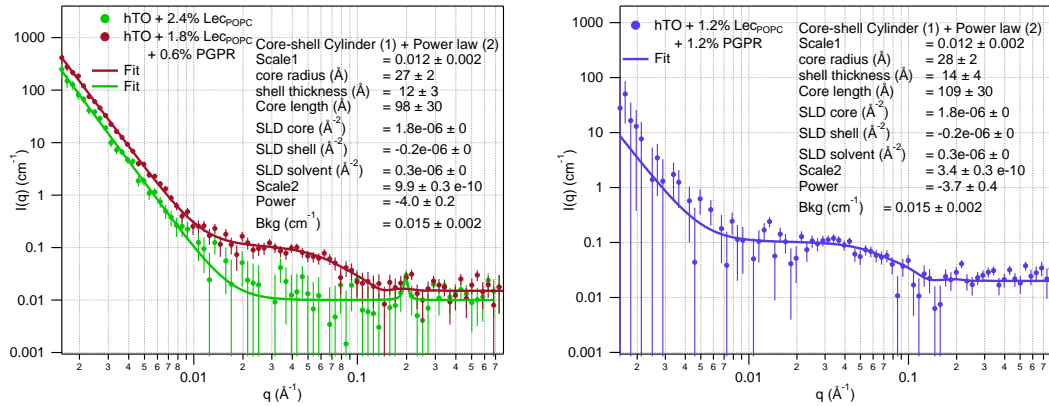 1000
100
10
1
0.1
0.01
0.001
I(q) (cm-1)
hTO + 2.4% LecPOPC
hTO + 1.8% LecPOPC
+ 0.6% PGPR
Fit
Fit
Core-shell Cylinder (1) + Power law (2)
Scale1 = 0.012 ± 0.002
core radius (Å) = 27 ± 2
shell thickness (Å) = 12 ± 3
Core length (Å) = 98 ± 30
SLD core (Å-2) = 1.8e-06 ± 0
SLD shell (Å-2) = -0.2e-06 ± 0
SLD solvent (Å-2) = 0.3e-06 ± 0
Scale2 = 9.9 ± 0.3 e-10
Power = -4.0 ± 0.2
Bkg (cm-1) = 0.015 ± 0.002
2 3 4 5 6 7 8 0.01 2 3 4 5 6 7 8 0.1 2 3 4 5 6 7
q (Å-1)
1000
100
10
1
0.1
0.01
0.001
I(q) (cm-1)
hTO + 1.2% LecPOPC
+ 1.2% PGPR
Fit
Core-shell Cylinder (1) + Power law (2)
Scale1 = 0.012 ± 0.002
core radius (Å) = 28 ± 2
shell thickness (Å) = 14 ± 4
Core length (Å) = 109 ± 30
SLD core (Å-2) = 1.8e-06 ± 0
SLD shell (Å-2) = -0.2e-06 ± 0
SLD solvent (Å-2) = 0.3e-06 ± 0
Scale2 = 3.4 ± 0.3 e-10
Power = -3.7 ± 0.4
Bkg (cm-1) = 0.015 ± 0.002
2 3 4 5 6 7 8 0.01 2 3 4 5 6 7 8 0.1 2 3 4 5 6 7
q (Å-1)